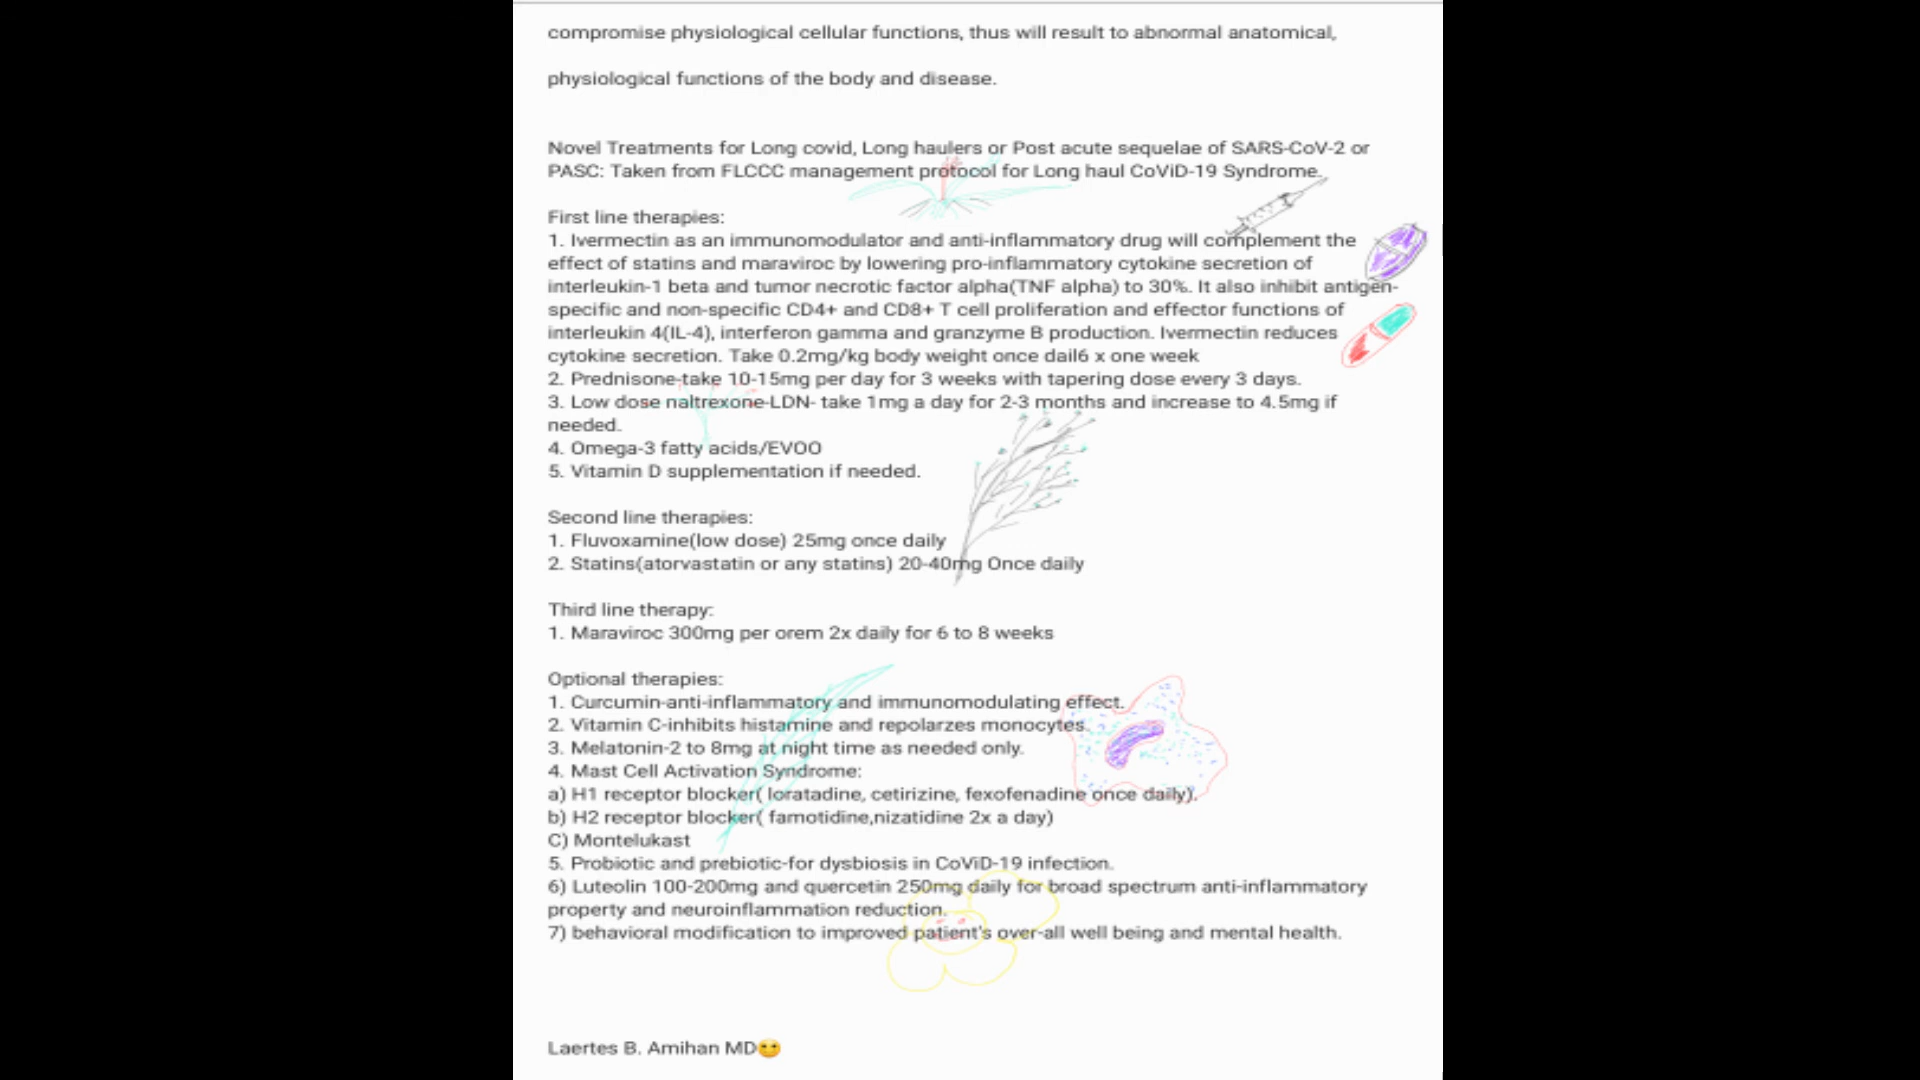 compromise physiological cellular functions, thus will result to abnormal anatomical,
physiological functions of the body and disease.
Novel Treatments for Long covid, Long haulers or Post acute sequelae of SARS-CoV-2 or
PASC: Taken from FLCCC management protocol for Long haul CoViD-19 Syndrome.
First line therapies:
1. Ivermectin as an immunomodulator and anti-inflammatory drug will complement the
effect of statins and maraviroc by lowering pro-inflammatory cytokine secretion of
interleukin-1 beta and tumor necrotic factor alpha(TNF alpha) to 30%. It also inhibit antigen-
specific and non-specific CD4+ and CD8+ T cell proliferation and effector functions of
interleukin 4(IL-4), interferon gamma and granzyme B production. Ivermectin reduces
cytokine secretion. Take 0.2mg/kg body weight once dail6 x one week
2. Prednisone-take 10-15mg per day for 3 weeks with tapering dose every 3 days.
3. Low dose naltrexone-LDN- take 1mg a day for 2-3 months and increase to 4.5mg if
needed.
4. Omega-3 fatty acids/EVOO
5. Vitamin D supplementation if needed.
Second line therapies:
1. Fluvoxamine(low dose) 25mg once daily
2. Statins(atorvastatin or any statins) 20-40mg Once daily
Third line therapy:
1. Maraviroc 300mg per orem 2x daily for 6 to 8 weeks
Optional therapies:
1. Curcumin-anti-inflammatory and immunomodulating effect.
2. Vitamin C-inhibits histamine and repolarzes monocytes.
3. Melatonin-2 to 8mg at night time as needed only.
4. Mast Cell Activation Syndrome:
a) H1 receptor blocker( loratadine, cetirizine, fexofenadine once daily).
b) H2 receptor blocker( famotidine,nizatidine 2x a day)
C) Montelukast
5. Probiotic and prebiotic-for dysbiosis in CoViD-19 infection.
6) Luteolin 100-200mg and quercetin 250mg daily for broad spectrum anti-inflammatory
property and neuroinflammation reduction.
7) behavioral modification to improved patient's over-all well being and mental health.
Laertes B. Amihan MD😊